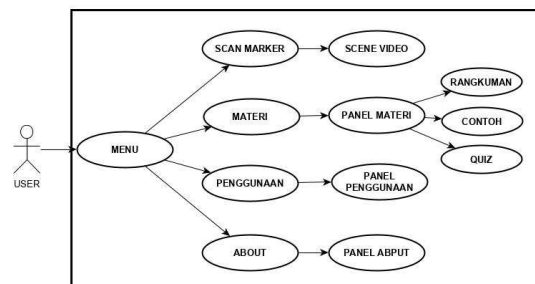 SCAN MARKER
SCENE VIDEO
RANGKUMAN
MATERI
PANEL MATERI
CONTOH
MENU
QUIZ
USER
PENGGUNAAN
PANEL
PENGGUNAAN
ABOUT
PANEL ABPUT